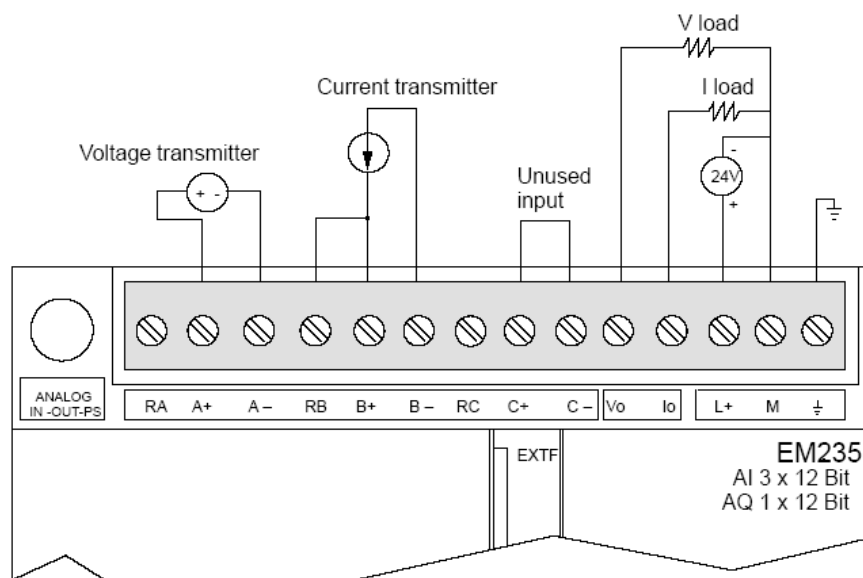 V load
I load
Current transmitter
Voltage transmitter
Unused
input
+ -
-
24V
+
ANALOG
IN -OUT-PS
RA A+ A – RB B+ B – RC C+ C – Vo Io L+ M
EXTF
EM235
AI 3 x 12 Bit
AQ 1 x 12 Bit